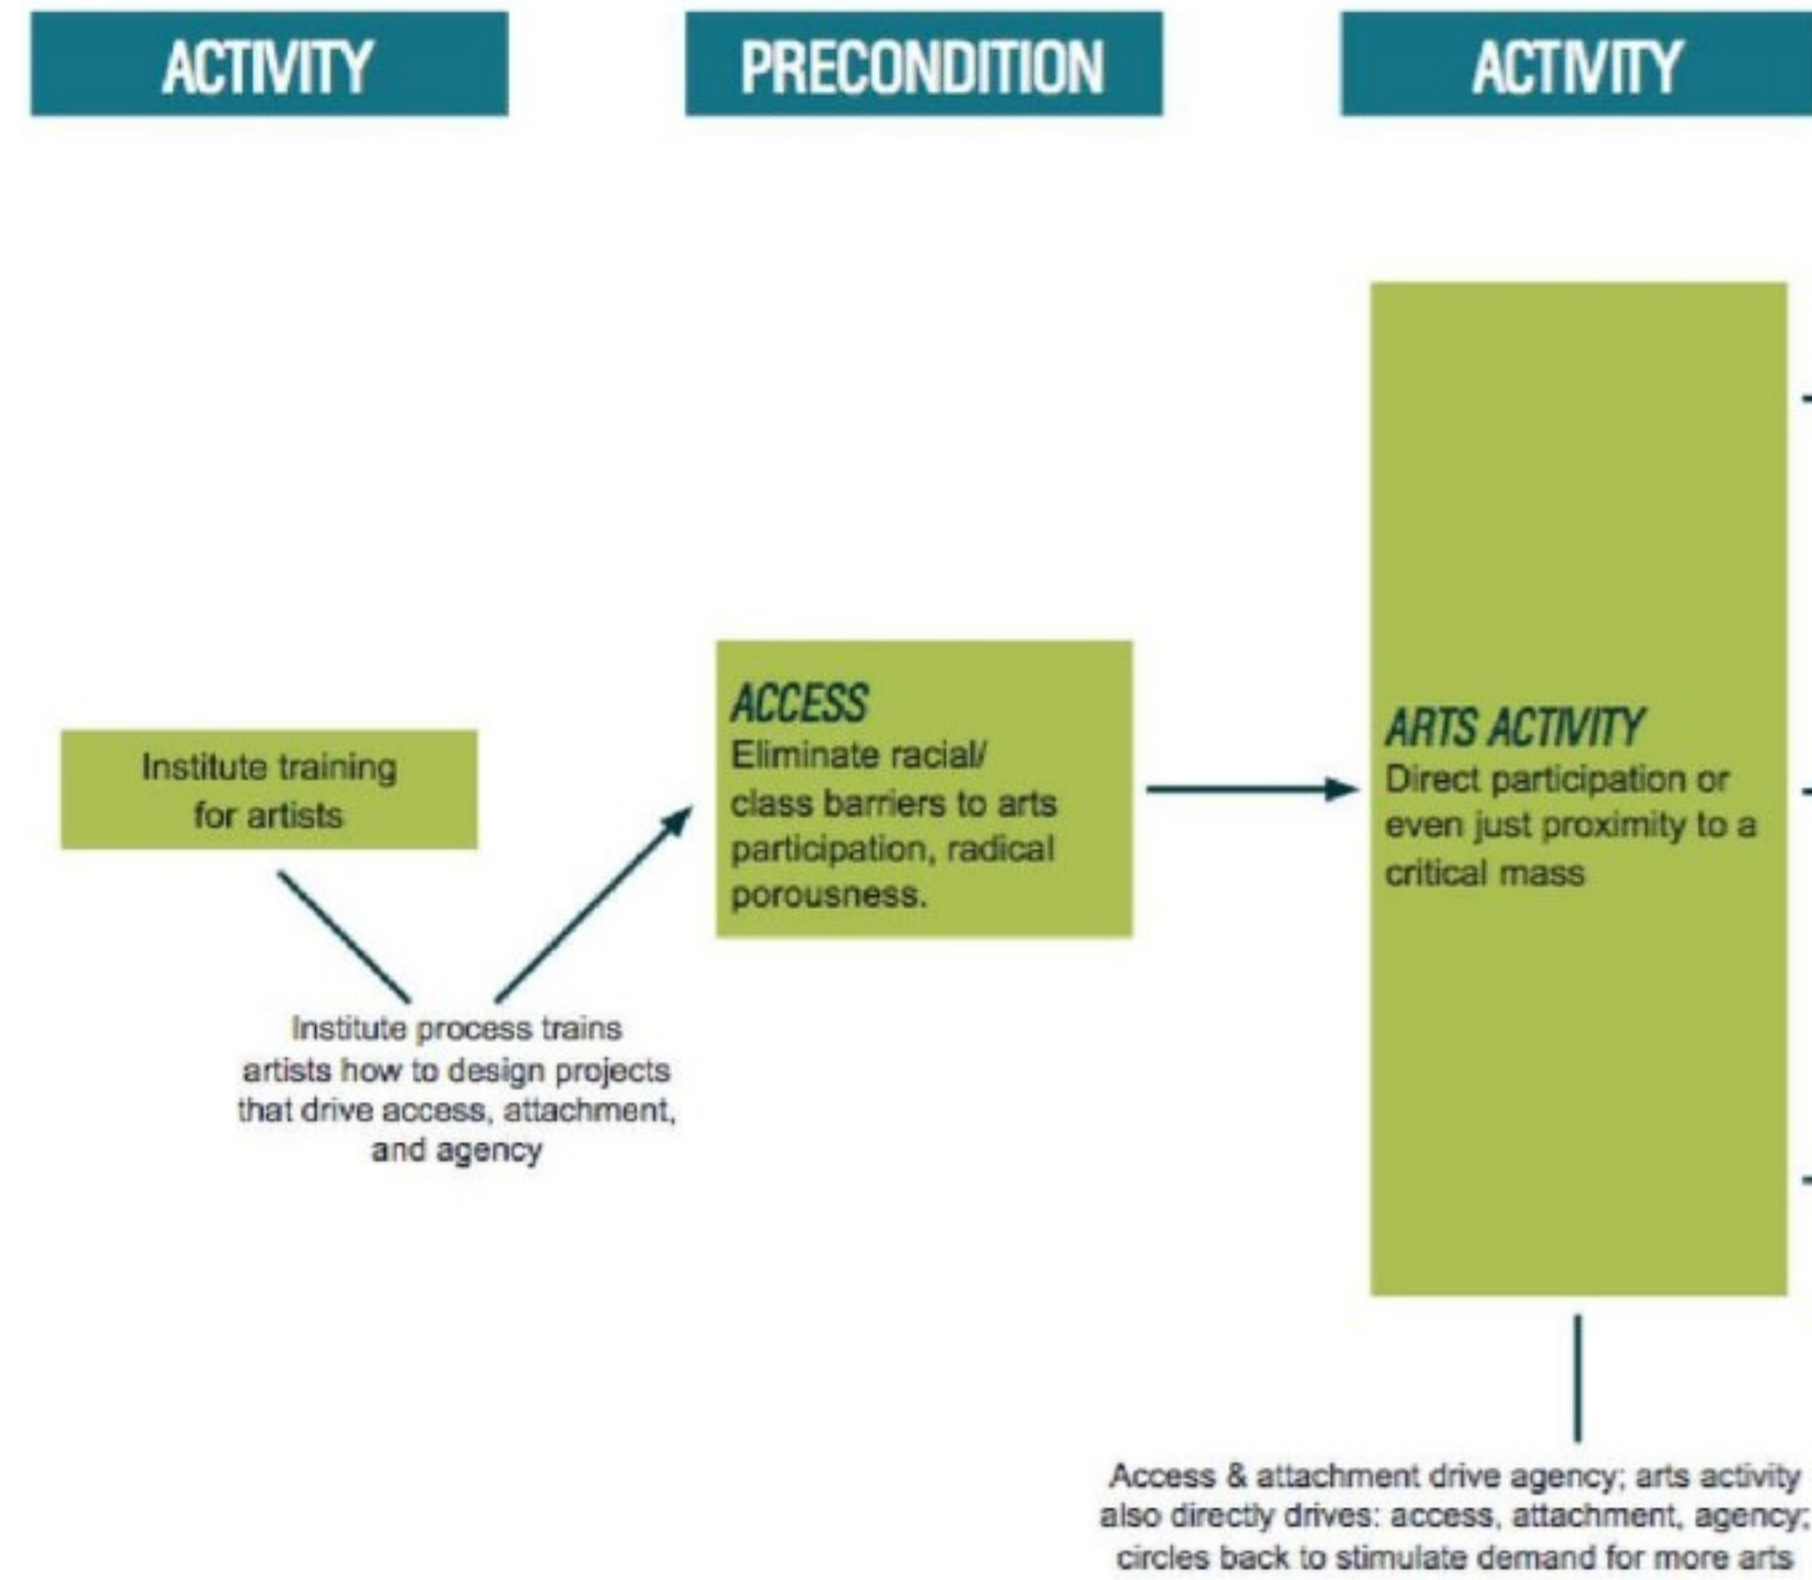 ACTIVITY
PRECONDITION
ACTIVITY
Institute training
for artists
Institute process trains
artists how to design projects
that drive access, attachment,
and agency
ACCESS
Eliminate racial/
class barriers to arts
participation, radical
porousness.
ARTS ACTIVITY
Direct participation or
even just proximity to a
critical mass
Access & attachment drive agency; arts activity
also directly drives: access, attachment, agency;
circles back to stimulate demand for more arts